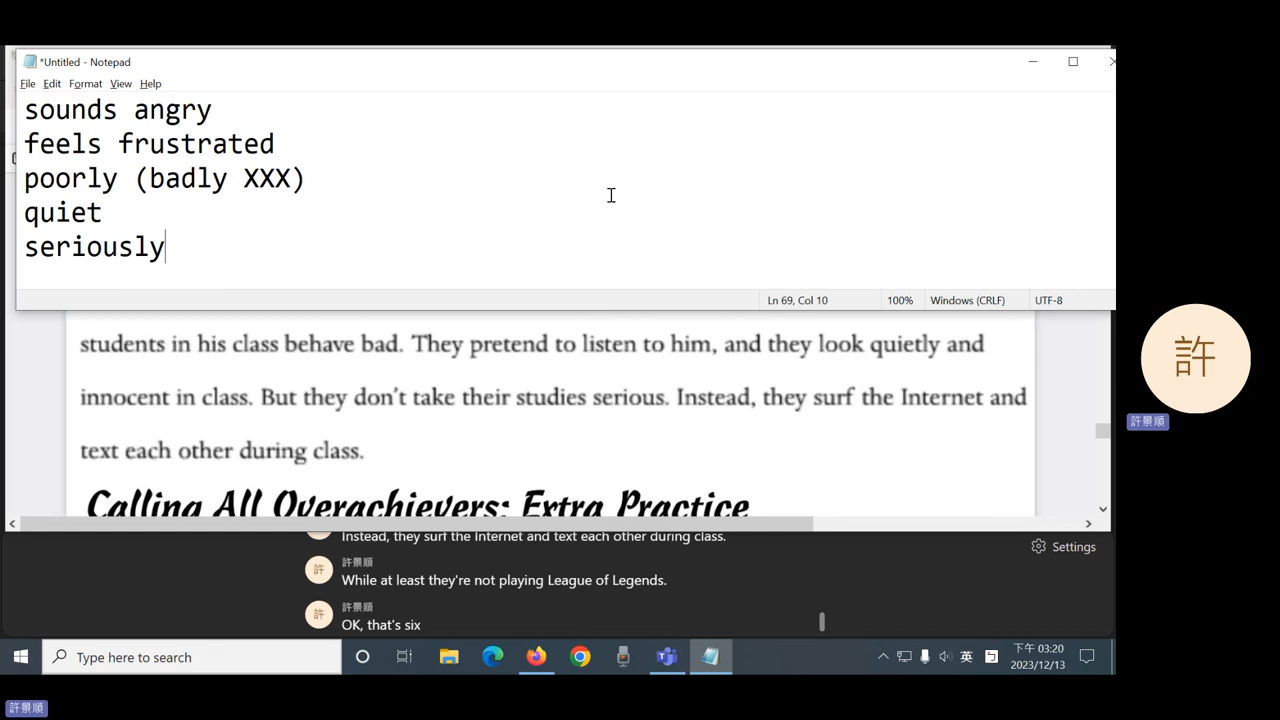 *Untitled - Notepad
File Edit Format View Help
sounds angry
feels frustrated
poorly (badly XXX)
quiet
seriously
Ln 69, Col 10 100% Windows (CRLF) UTF-8
students in his class behave bad. They pretend to listen to him, and they look quietly and
innocent in class. But they don't take their studies serious. Instead, they surf the Internet and
text each other during class.
Calling All Overachievers: Extra Practice
許
許景順
Instead, they surf the Internet and text each other during class.
Settings
許 許景順
While at least they're not playing League of Legends.
許 許景順
OK, that's six
Type here to search
英
下午 03:20
2023/12/13
許景順